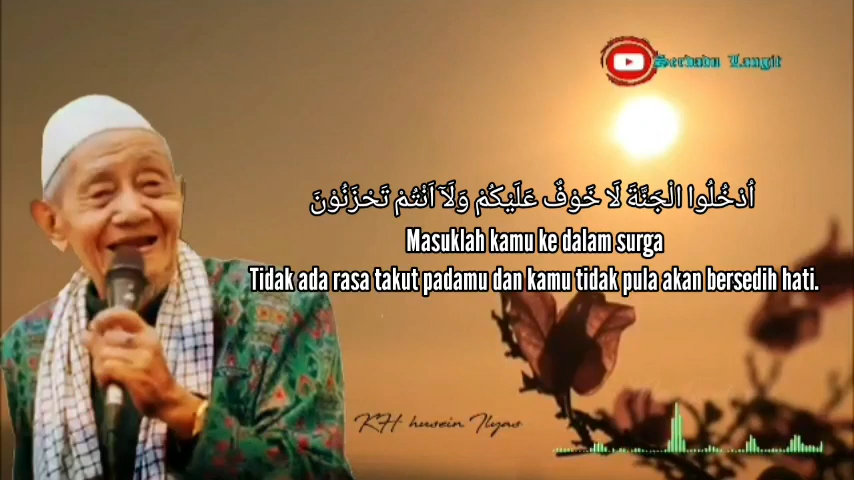 Serdadu Langit
اُدْخُلُوا الْجَنَّةَ لَا خَوْفٌ عَلَيْكُمْ وَلَآ اَنْتُمْ تَحْزَنُوْنَ
Masuklah kamu ke dalam surga
Tidak ada rasa takut padamu dan kamu tidak pula akan bersedih hati.
KH husein Ilyas